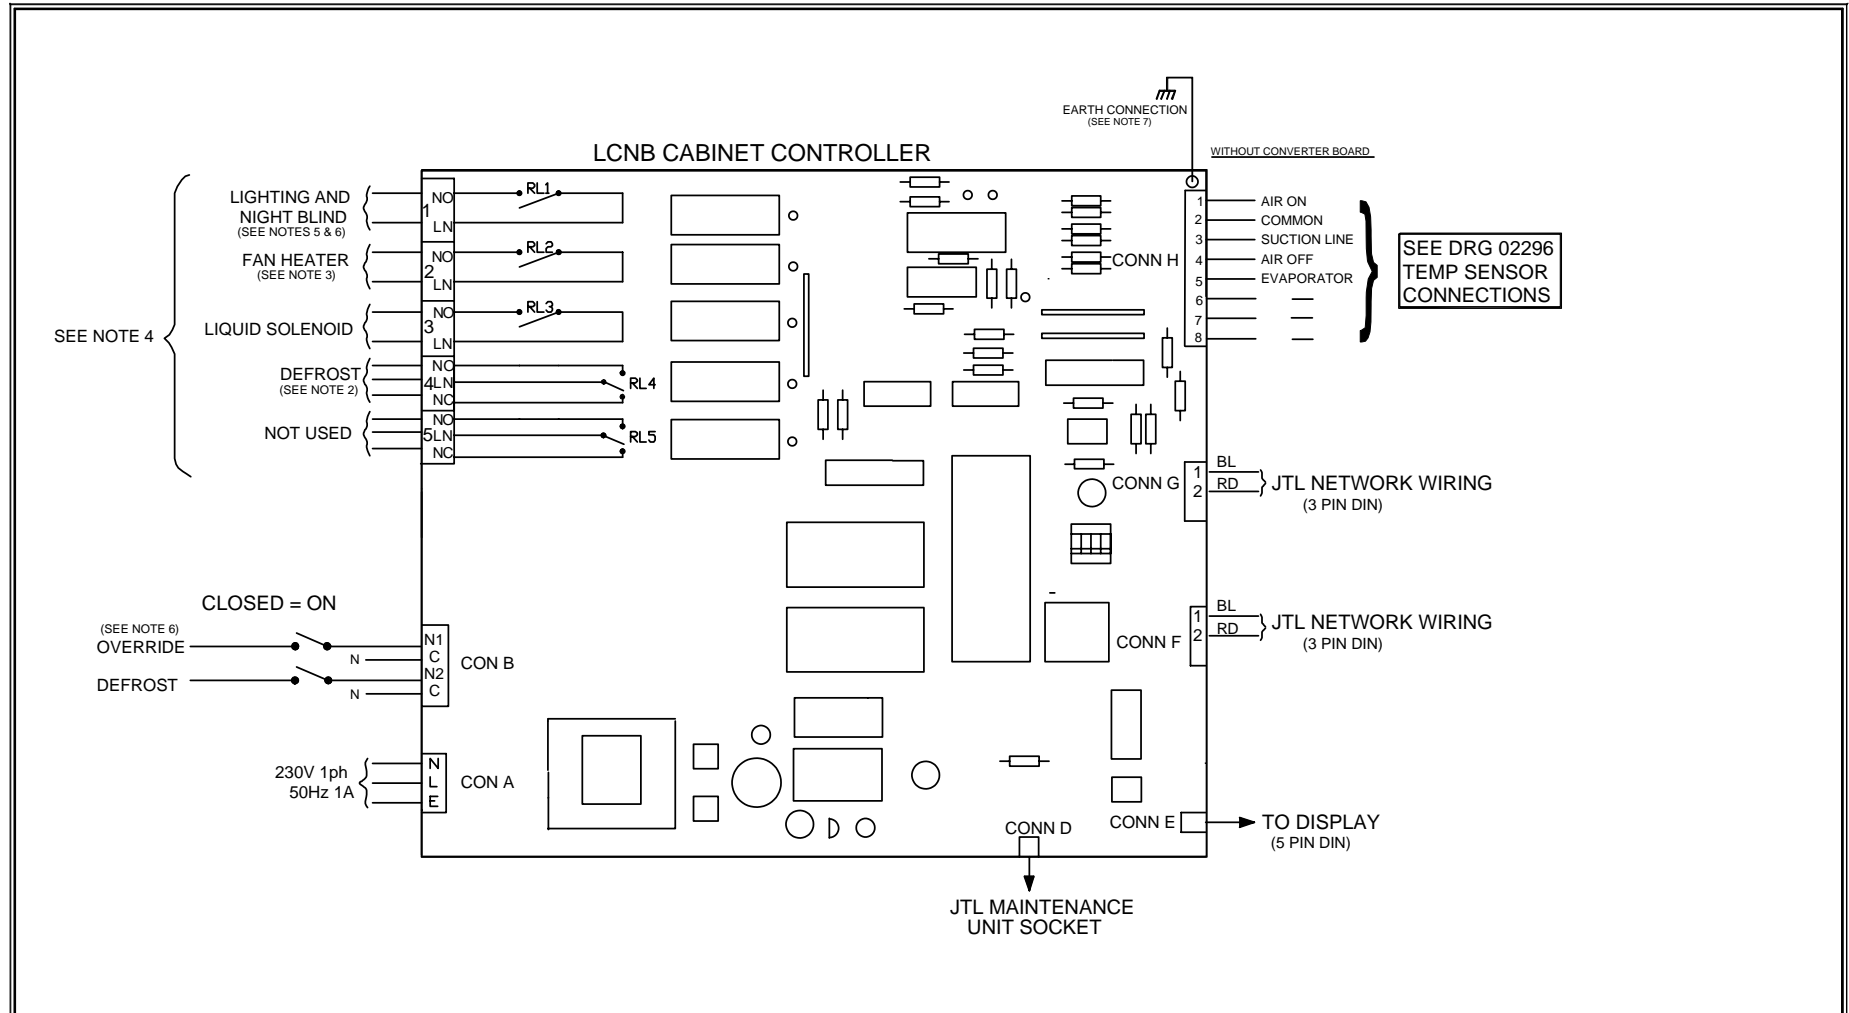 EARTH CONNECTION
(SEE NOTE 7)
LCNB CABINET CONTROLLER
WITHOUT CONVERTER BOARD
SEE NOTE 4
LIGHTING AND
NIGHT BLIND
(SEE NOTES 5 & 6)
1
NO
LN
RL1
FAN HEATER
(SEE NOTE 3)
2
NO
LN
RL2
LIQUID SOLENOID
3
NO
LN
RL3
DEFROST
(SEE NOTE 2)
4
NO
LN
NC
RL4
NOT USED
5
NO
LN
NC
RL5
CONN H
1 AIR ON
2 COMMON
3 SUCTION LINE
4 AIR OFF
5 EVAPORATOR
6 —
7 —
8 —
SEE DRG 02296
TEMP SENSOR
CONNECTIONS
CONN G
1 BL
2 RD
JTL NETWORK WIRING
(3 PIN DIN)
CLOSED = ON
(SEE NOTE 6)
OVERRIDE
N
DEFROST
N
N1
C
N2
C
CON B
CONN F
1 BL
2 RD
JTL NETWORK WIRING
(3 PIN DIN)
230V 1ph
50Hz 1A
N
L
E
CON A
CONN D
CONN E
TO DISPLAY
(5 PIN DIN)
JTL MAINTENANCE
UNIT SOCKET